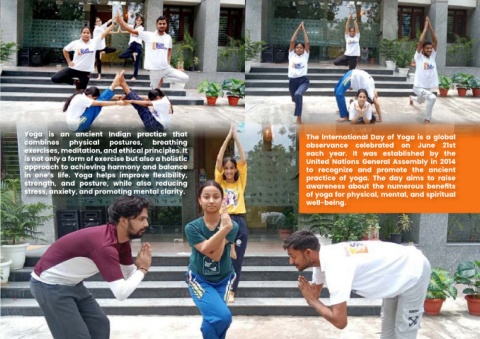 Yoga is an ancient Indian practice that
combines physical postures, breathing
exercises, meditation, and ethical principles. It
is not only a form of exercise but also a holistic
approach to achieving harmony and balance
in one's life. Yoga helps improve flexibility,
strength, and posture, while also reducing
stress, anxiety, and promoting mental clarity.
The International Day of Yoga is a global
observance celebrated on June 21st
each year. It was established by the
United Nations General Assembly in 2014
to recognize and promote the ancient
practice of yoga. The day aims to raise
awareness about the numerous benefits
of yoga for physical, mental, and spiritual
well-being.